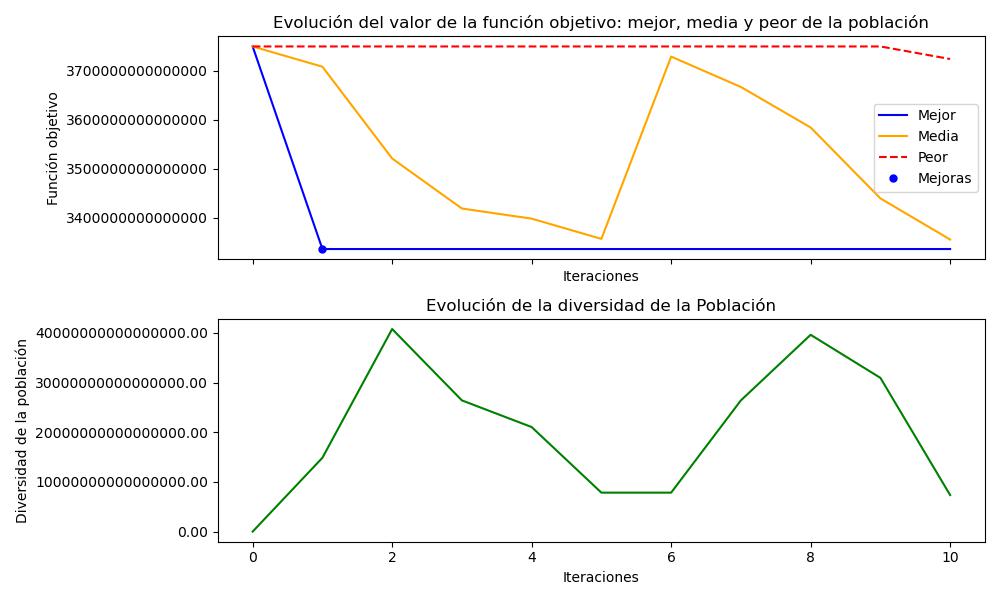 Evolución del valor de la función objetivo: mejor, media y peor de la población
Función objetivo
3700000000000000
3600000000000000
3500000000000000
3400000000000000
Mejor
Media
Peor
Mejoras
Iteraciones
Evolución de la diversidad de la Población
Diversidad de la población
40000000000000000.00
30000000000000000.00
20000000000000000.00
10000000000000000.00
0.00
0 2 4 6 8 10
Iteraciones